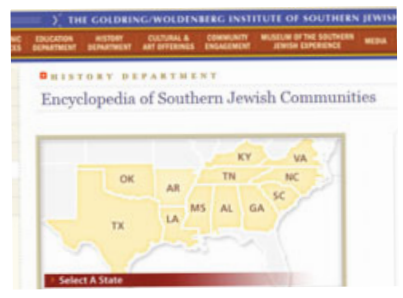 THE GOLDRING/WOLDENBERG INSTITUTE OF SOUTHERN JEWISH
EDUCATION DEPARTMENT
HISTORY DEPARTMENT
CULTURAL & ART OFFERINGS
COMMUNITY ENGAGEMENT
MUSEUM OF THE SOUTHERN JEWISH EXPERIENCE
MEDIA
HISTORY DEPARTMENT
Encyclopedia of Southern Jewish Communities
KY
VA
OK
TN
NC
AR
SC
MS
AL
GA
LA
TX
Select A State